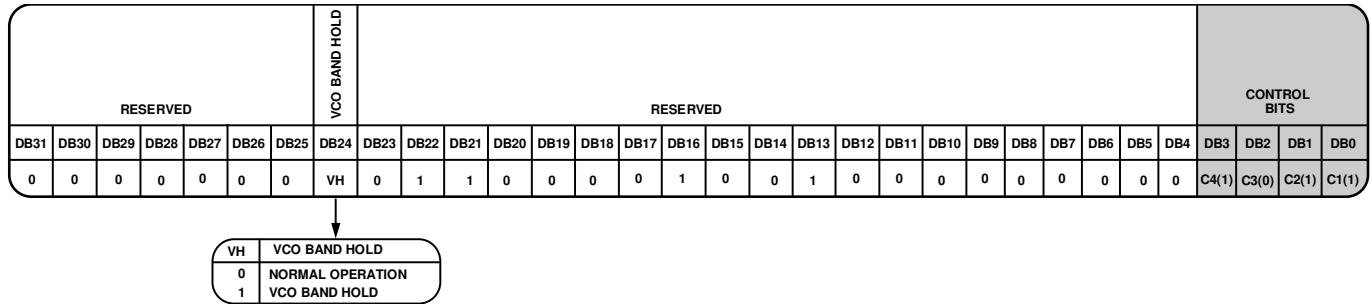 VCO BAND HOLD
RESERVED RESERVED CONTROL BITS
DB31 DB30 DB29 DB28 DB27 DB26 DB25 DB24 DB23 DB22 DB21 DB20 DB19 DB18 DB17 DB16 DB15 DB14 DB13 DB12 DB11 DB10 DB9 DB8 DB7 DB6 DB5 DB4 DB3 DB2 DB1 DB0
0 0 0 0 0 0 0 VH 0 1 1 0 0 0 0 1 0 0 1 0 0 0 0 0 0 0 0 0 C4(1) C3(0) C2(1) C1(1)
VH VCO BAND HOLD
0 NORMAL OPERATION
1 VCO BAND HOLD